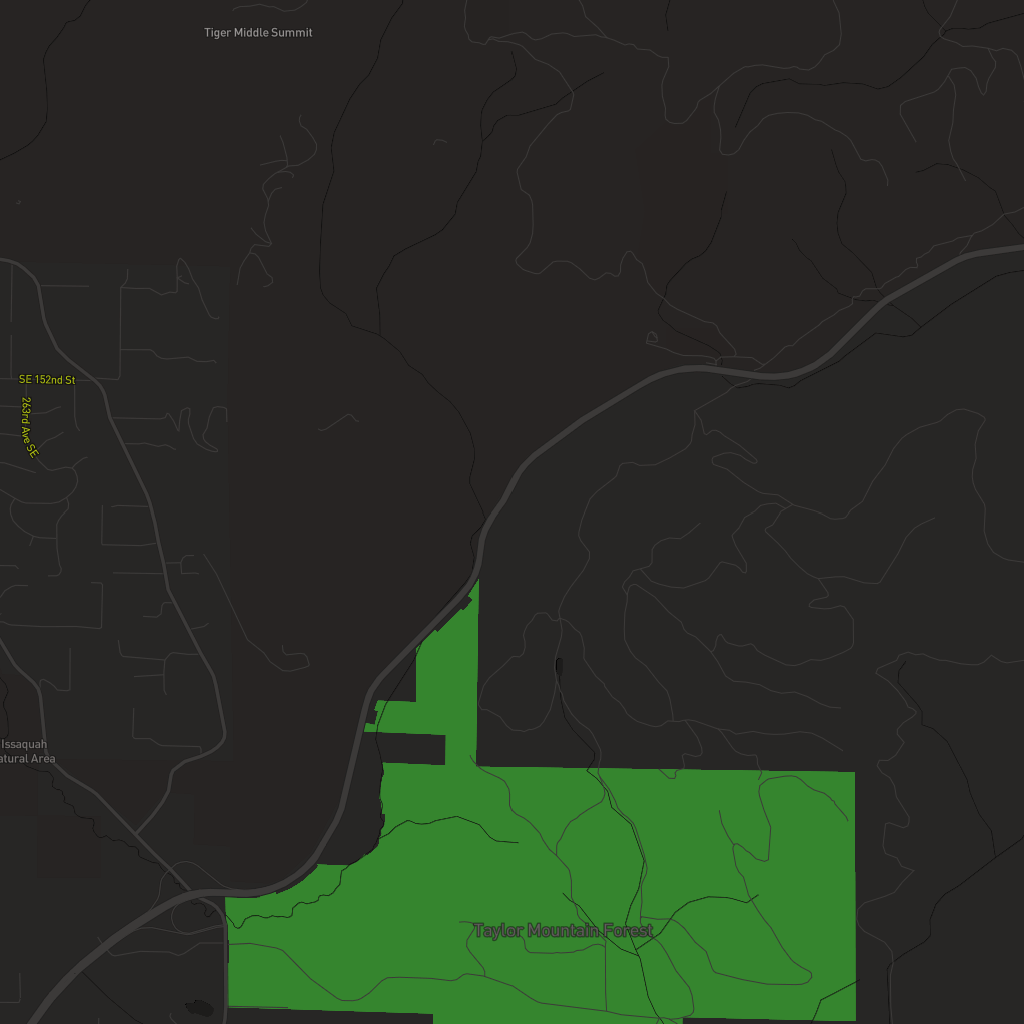 Tiger Middle Summit
SE 152nd St
263rd Ave SE
Issaquah
atural Area
Taylor Mountain Forest